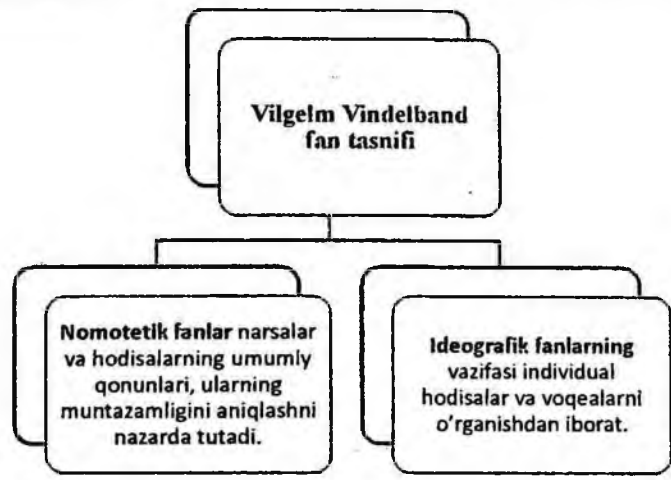 Vilgelm Vindelband
fan tasnifi
Nomotetik fanlar narsalar
va hodisalarning umumly
qonunlari, ularning
muntazamligini aniqlashni
nazarda tutadi.
Ideografik fanlarning
vazifasi individual
hodisalar va voqealarni
o'rganishdan iborat.